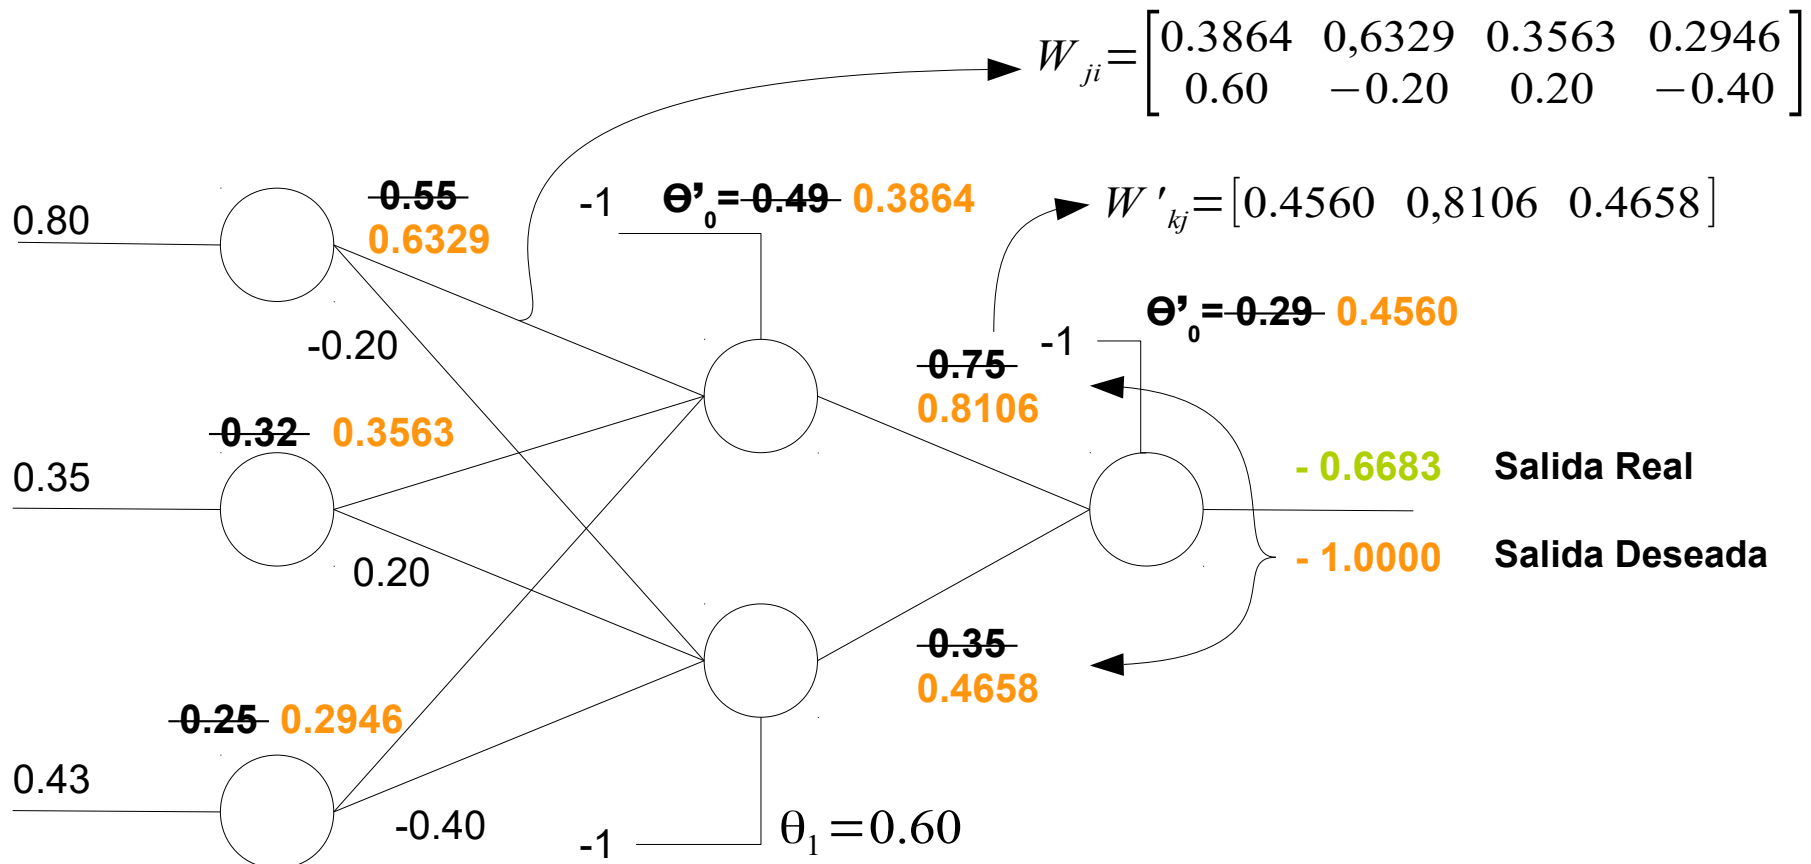 W ji = [0.3864 0,6329 0.3563 0.2946
0.60 −0.20 0.20 −0.40]
0.80
0.55
0.6329
-1
Ɵ’0 = 0.49 0.3864
W 'kj = [0.4560 0,8106 0.4658]
-0.20
Ɵ’0 = 0.29 0.4560
-1
0.75
0.8106
0.32 0.3563
0.35
- 0.6683 Salida Real
- 1.0000 Salida Deseada
0.20
0.35
0.4658
0.25 0.2946
0.43
-0.40
-1
θ1 = 0.60